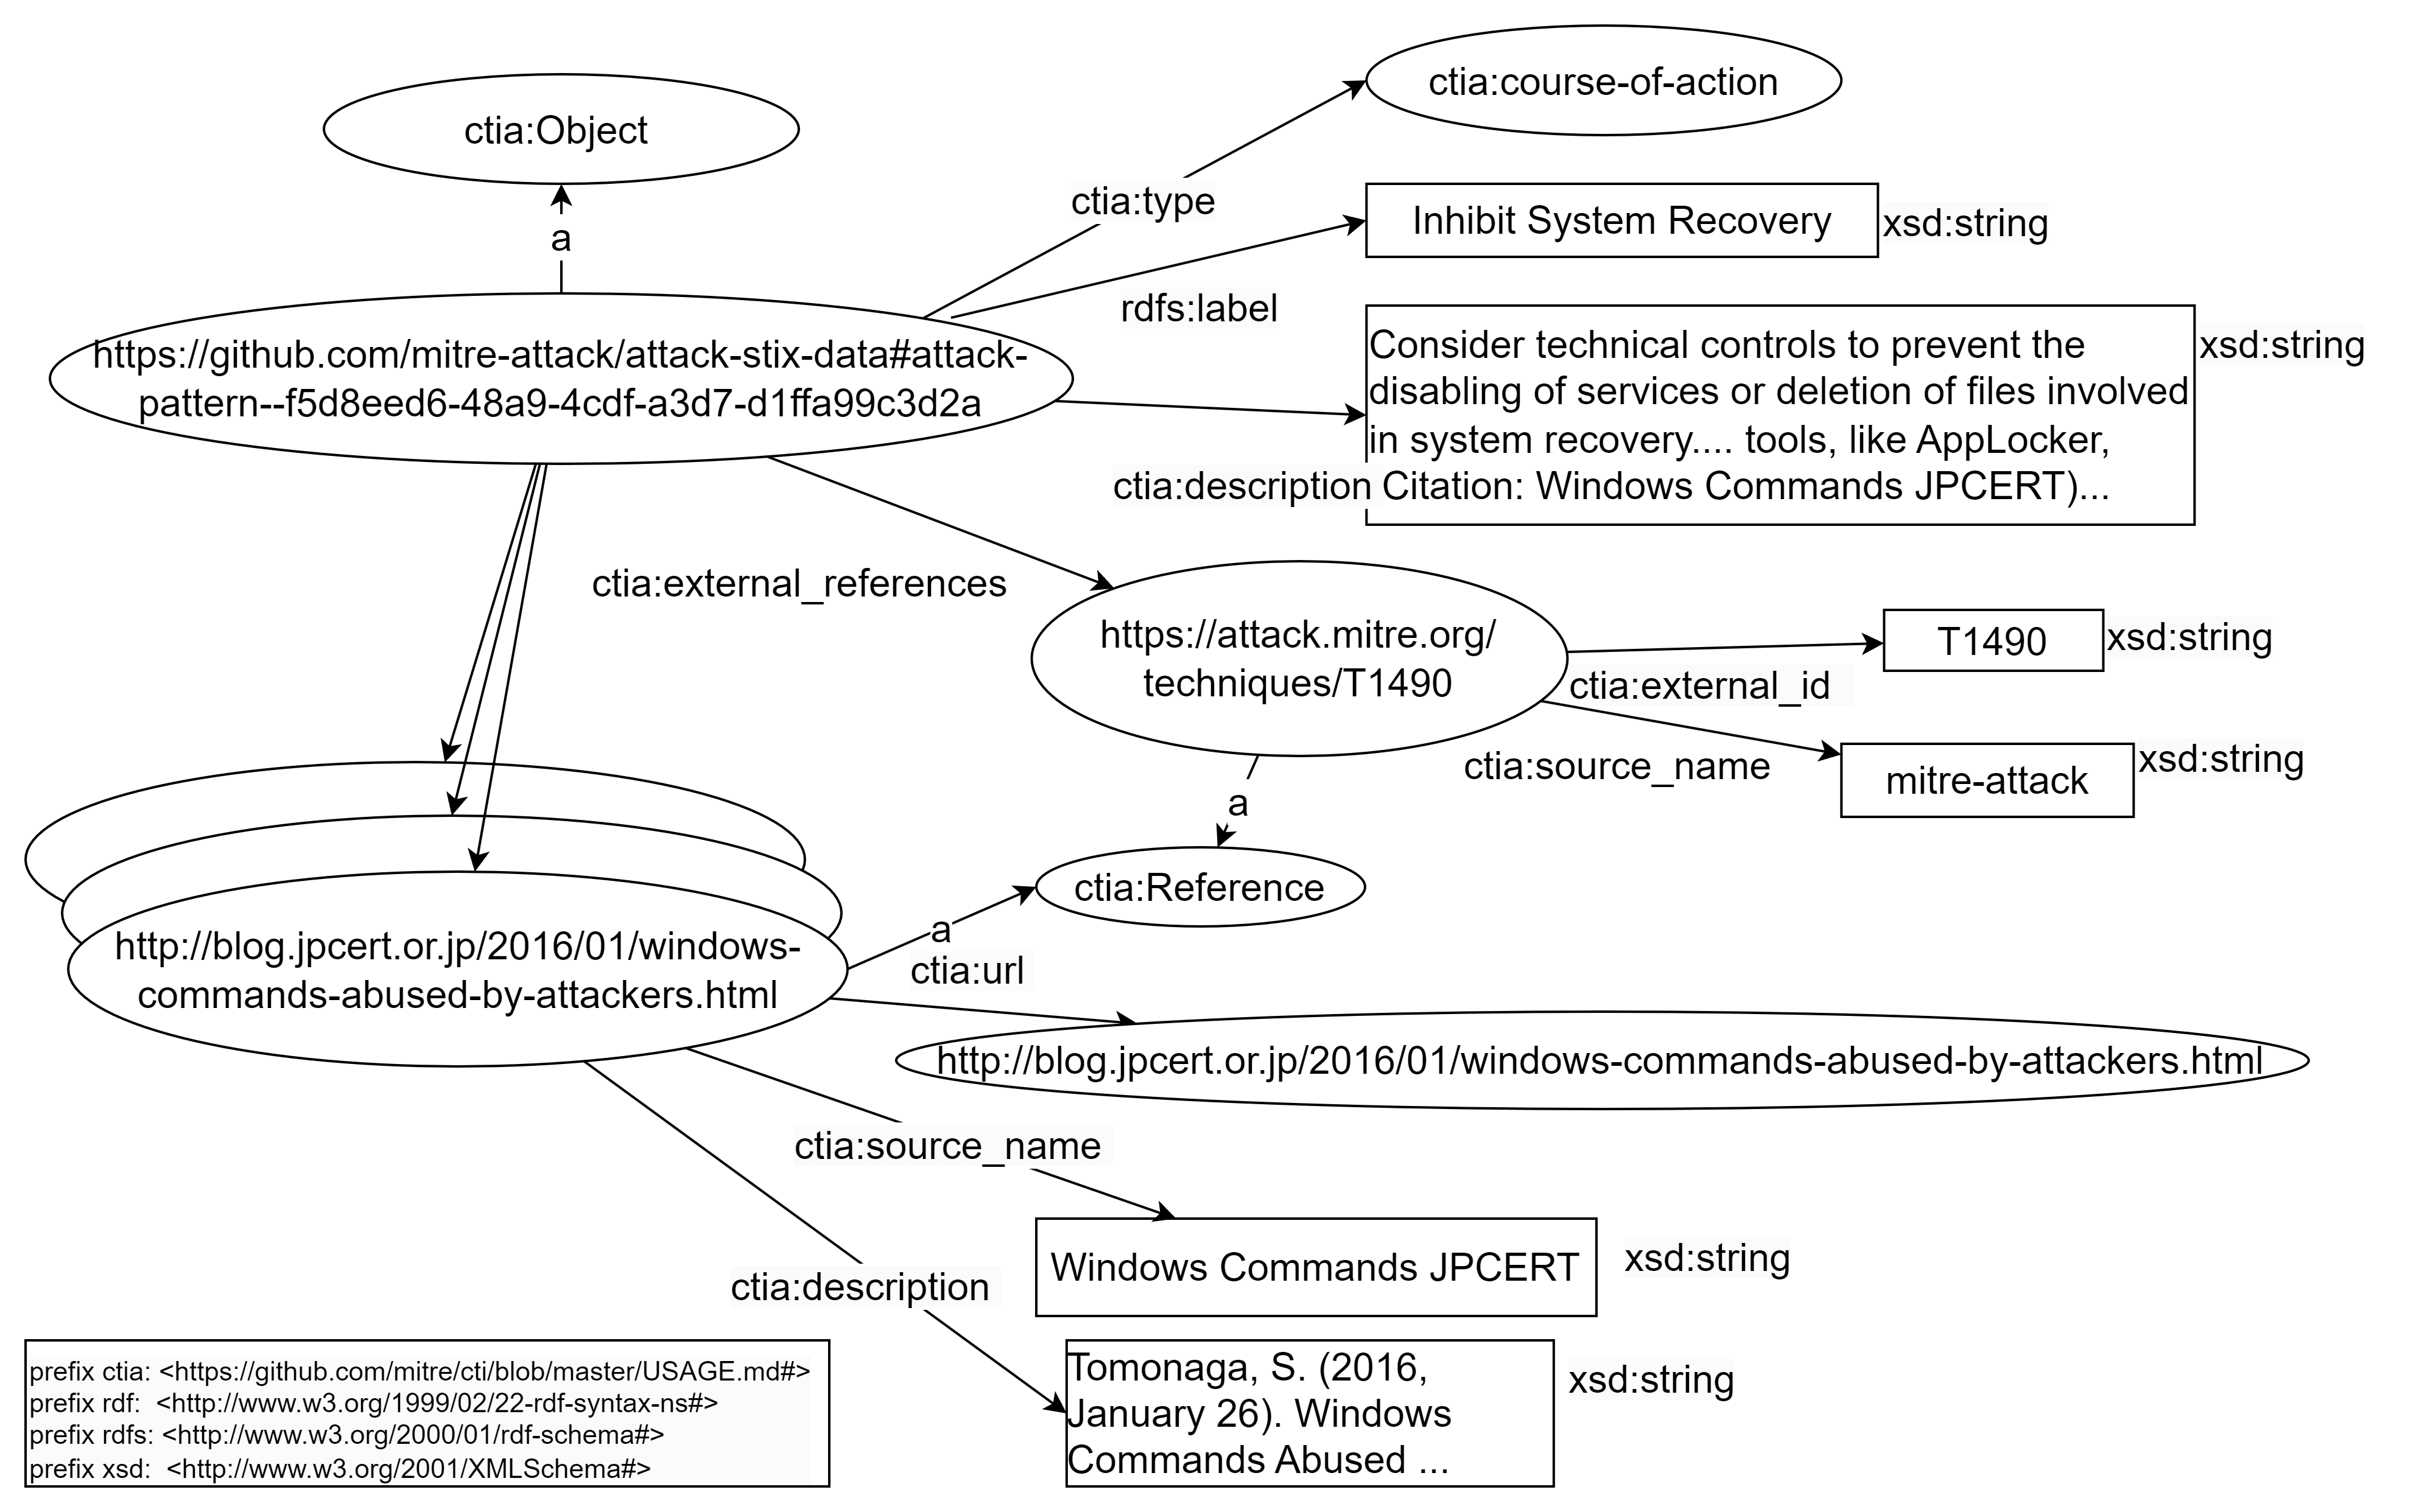 ctia:course-of-action
ctia:Object
ctia:type
Inhibit System Recovery
xsd:string
a
rdfs:label
https://github.com/mitre-attack/attack-stix-data#attack-
pattern--f5d8eed6-48a9-4cdf-a3d7-d1ffa99c3d2a
Consider technical controls to prevent the
disabling of services or deletion of files involved
in system recovery.... tools, like AppLocker,
Citation: Windows Commands JPCERT)...
xsd:string
ctia:description
ctia:external_references
https://attack.mitre.org/
techniques/T1490
T1490
xsd:string
ctia:external_id
ctia:source_name
mitre-attack
xsd:string
a
ctia:Reference
a
http://blog.jpcert.or.jp/2016/01/windows-
commands-abused-by-attackers.html
ctia:url
http://blog.jpcert.or.jp/2016/01/windows-commands-abused-by-attackers.html
ctia:source_name
Windows Commands JPCERT
xsd:string
ctia:description
Tomonaga, S. (2016,
January 26). Windows
Commands Abused ...
xsd:string
prefix ctia: <https://github.com/mitre/cti/blob/master/USAGE.md#>
prefix rdf: <http://www.w3.org/1999/02/22-rdf-syntax-ns#>
prefix rdfs: <http://www.w3.org/2000/01/rdf-schema#>
prefix xsd: <http://www.w3.org/2001/XMLSchema#>